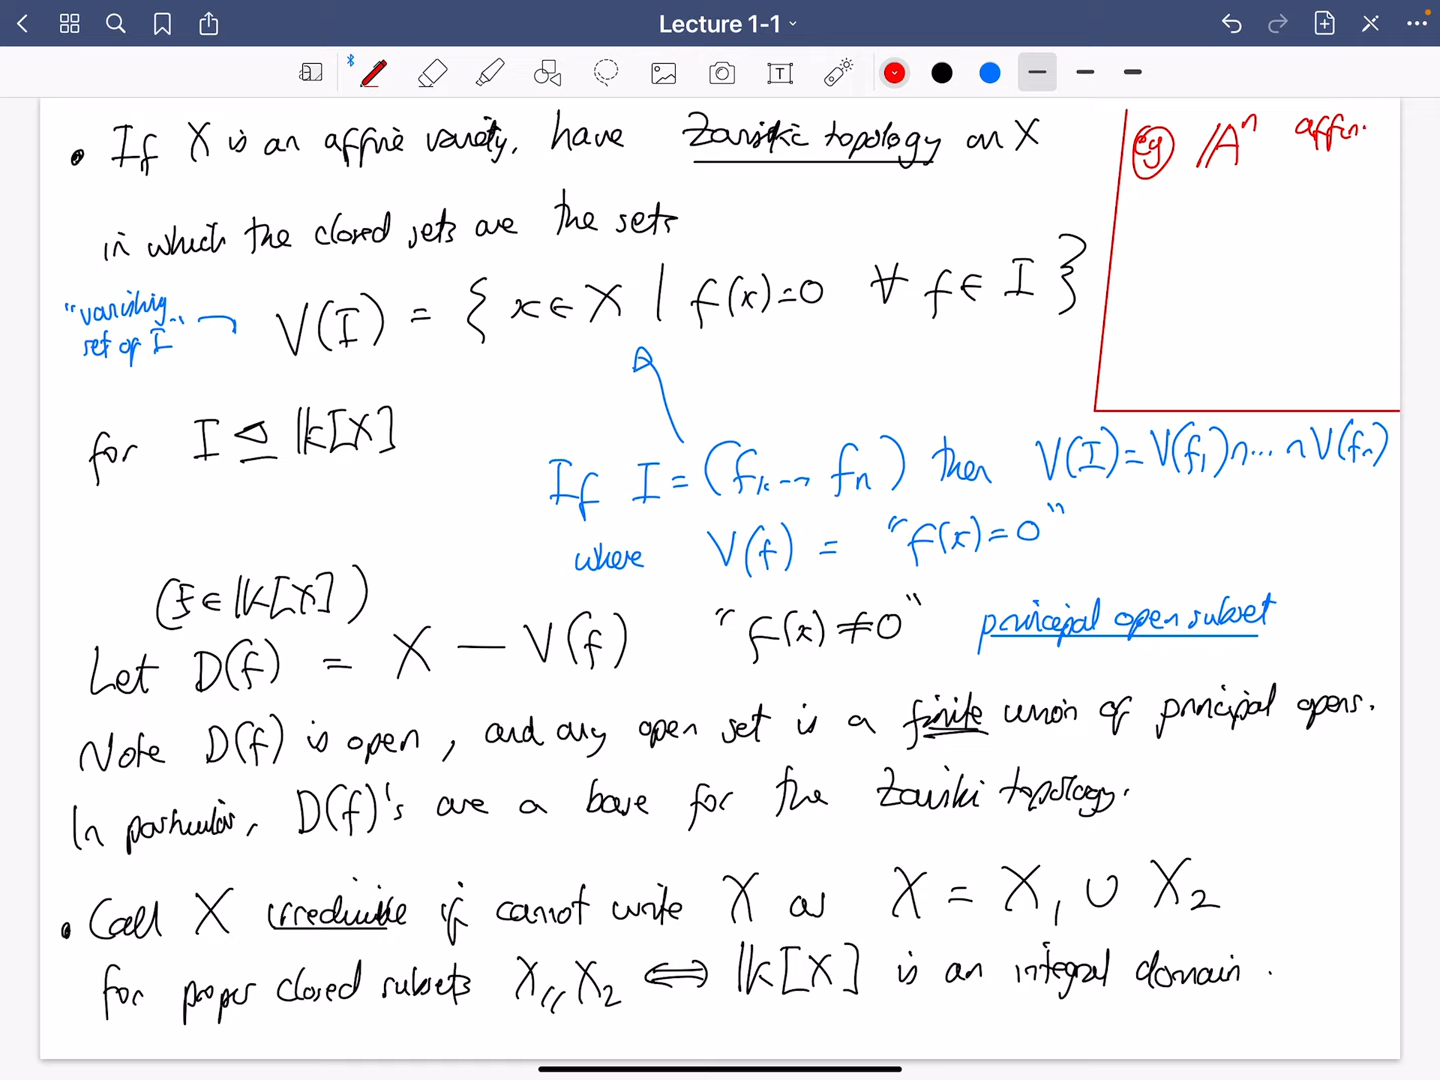 Lecture 1-1
• If X is an affine variety, have Zariski topology on X
in which the closed sets are the sets
"vanishing set of I"
V(I) = { x ∈ X | f(x)=0 ∀ f ∈ I }
for I ⊴ 𝕜[X]
If I = (f₁, --, fn) then V(I) = V(f₁) ∩ ... ∩ V(fn)
where V(f) = "f(x)=0"
(f ∈ 𝕜[X])
Let D(f) = X — V(f) "f(x) ≠ 0" principal open subset
Note D(f) is open, and any open set is a finite union of principal opens.
In particular, D(f)'s are a base for the Zariski topology.
• Call X irreducible if cannot write X as X = X₁ ∪ X₂
for proper closed subsets X₁, X₂ ⟺ 𝕜[X] is an integral domain.
eg 𝔸ⁿ affin.